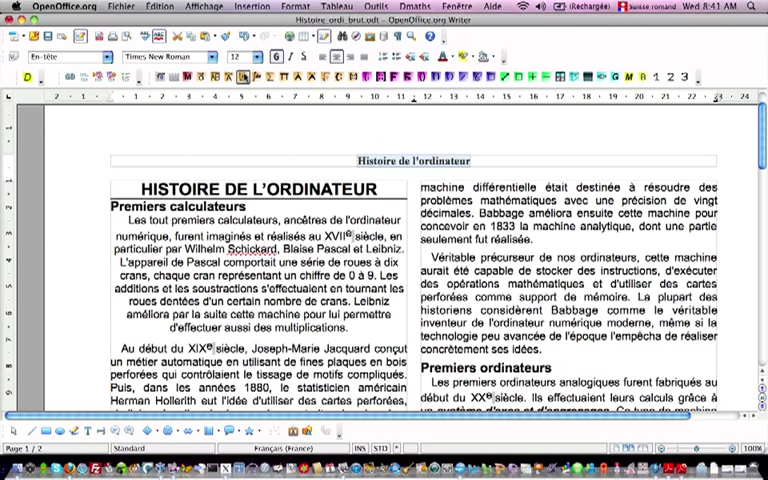 OpenOffice.org Fichier Édition Affichage Insertion Format Tableau Outils Dmaths Fenêtre Aide (Rechargée) Suisse romand Wed 8:41 AM
Histoire_ordi_brut.odt - OpenOffice.org Writer
En-tête Times New Roman 12 G I S
Histoire de l'ordinateur
HISTOIRE DE L'ORDINATEUR
Premiers calculateurs
Les tout premiers calculateurs, ancêtres de l'ordinateur
numérique, furent imaginés et réalisés au XVIIe siècle, en
particulier par Wilhelm Schickard, Blaise Pascal et Leibniz.
L'appareil de Pascal comportait une série de roues à dix
crans, chaque cran représentant un chiffre de 0 à 9. Les
additions et les soustractions s'effectuaient en tournant les
roues dentées d'un certain nombre de crans. Leibniz
améliora par la suite cette machine pour lui permettre
d'effectuer aussi des multiplications.
Au début du XIXe siècle, Joseph-Marie Jacquard conçut
un métier automatique en utilisant de fines plaques en bois
perforées qui contrôlaient le tissage de motifs compliqués.
Puis, dans les années 1880, le statisticien américain
Herman Hollerith eut l'idée d'utiliser des cartes perforées,
machine différentielle était destinée à résoudre des
problèmes mathématiques avec une précision de vingt
décimales. Babbage améliora ensuite cette machine pour
concevoir en 1833 la machine analytique, dont une partie
seulement fut réalisée.
Véritable précurseur de nos ordinateurs, cette machine
aurait été capable de stocker des instructions, d'exécuter
des opérations mathématiques et d'utiliser des cartes
perforées comme support de mémoire. La plupart des
historiens considèrent Babbage comme le véritable
inventeur de l'ordinateur numérique moderne, même si la
technologie peu avancée de l'époque l'empêcha de réaliser
concrètement ses idées.
Premiers ordinateurs
Les premiers ordinateurs analogiques furent fabriqués au
début du XXe siècle. Ils effectuaient leurs calculs grâce à
un système d'axes et d'engrenages. Ce type de machine
Page 1 / 2 Standard Français (France) INS STD * 100%